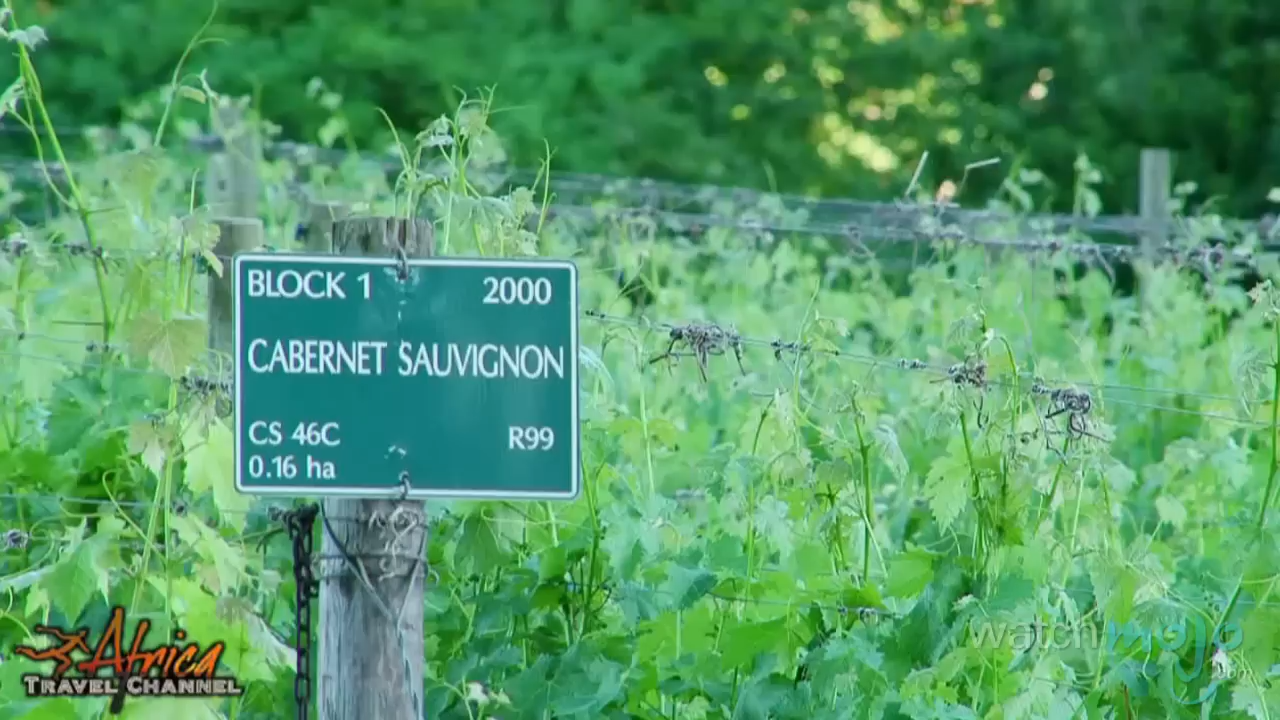 BLOCK 1 2000
CABERNET SAUVIGNON
CS 46C R99
0.16 ha
Africa
TRAVEL CHANNEL
watchmojo